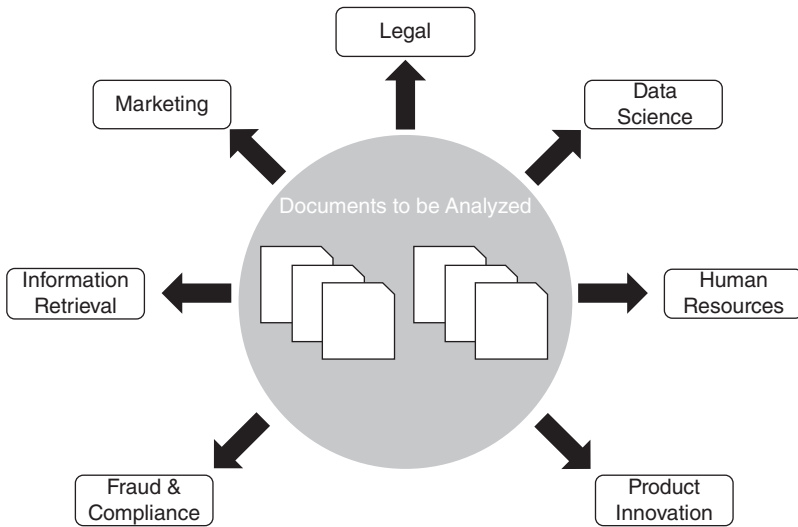 Legal
Marketing
Data
Science
Documents to be Analyzed
Information
Retrieval
Human
Resources
Fraud &
Compliance
Product
Innovation